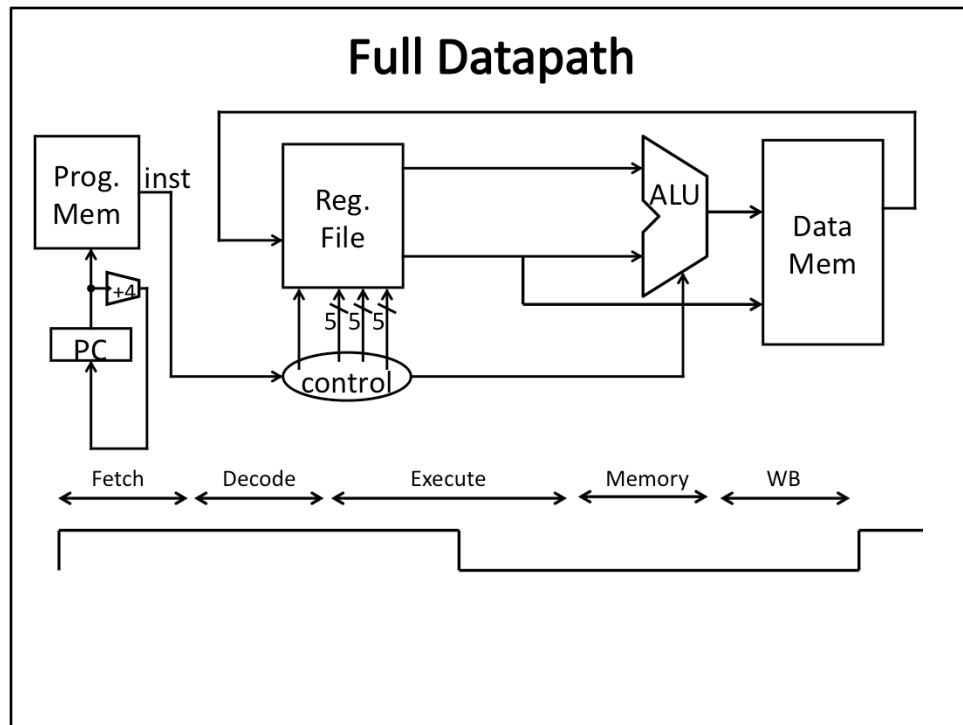 Full Datapath
Prog.
Mem
inst
+4
PC
Reg.
File
5 5 5
control
ALU
Data
Mem
Fetch Decode Execute Memory WB